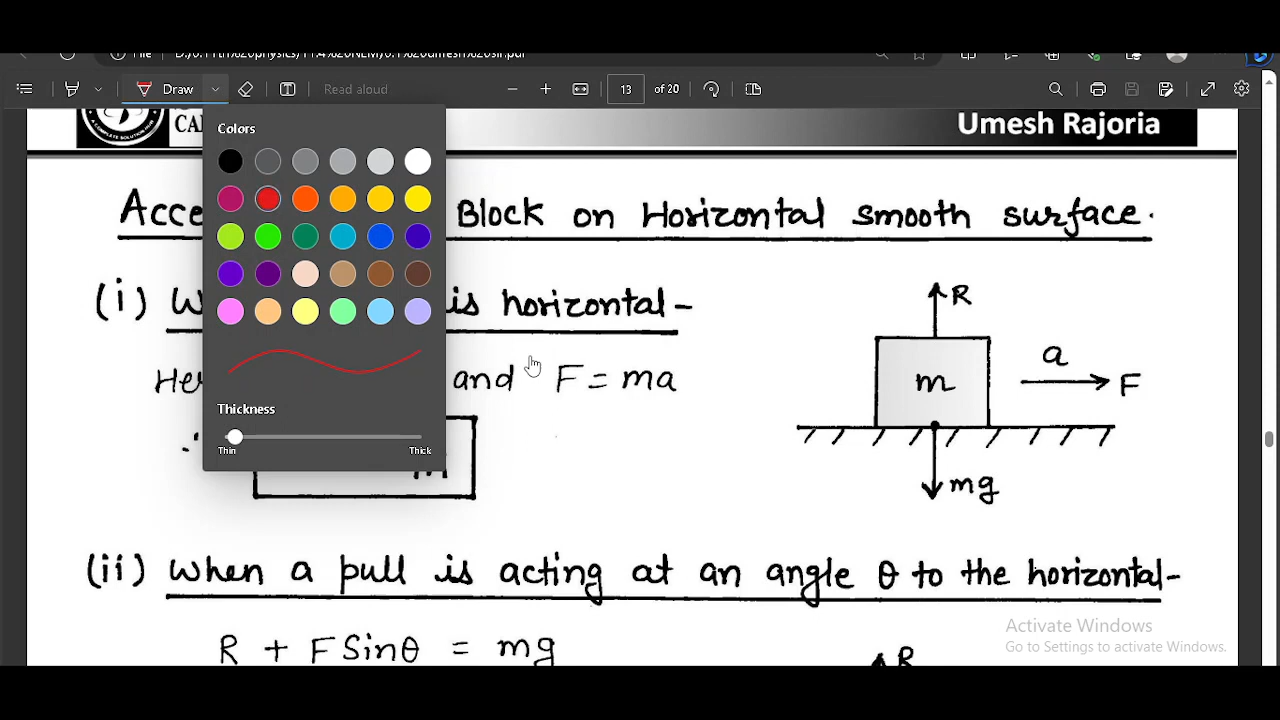 Draw
Read aloud
13 of 20
Colors
Umesh Rajoria
Block on Horizontal smooth surface.
(i) is horizontal-
R
and F = ma
m
a
F
Thickness
Thin Thick
mg
(ii) When a pull is acting at an angle θ to the horizontal-
Activate Windows
Go to Settings to activate Windows.
R + F Sinθ = mg
R